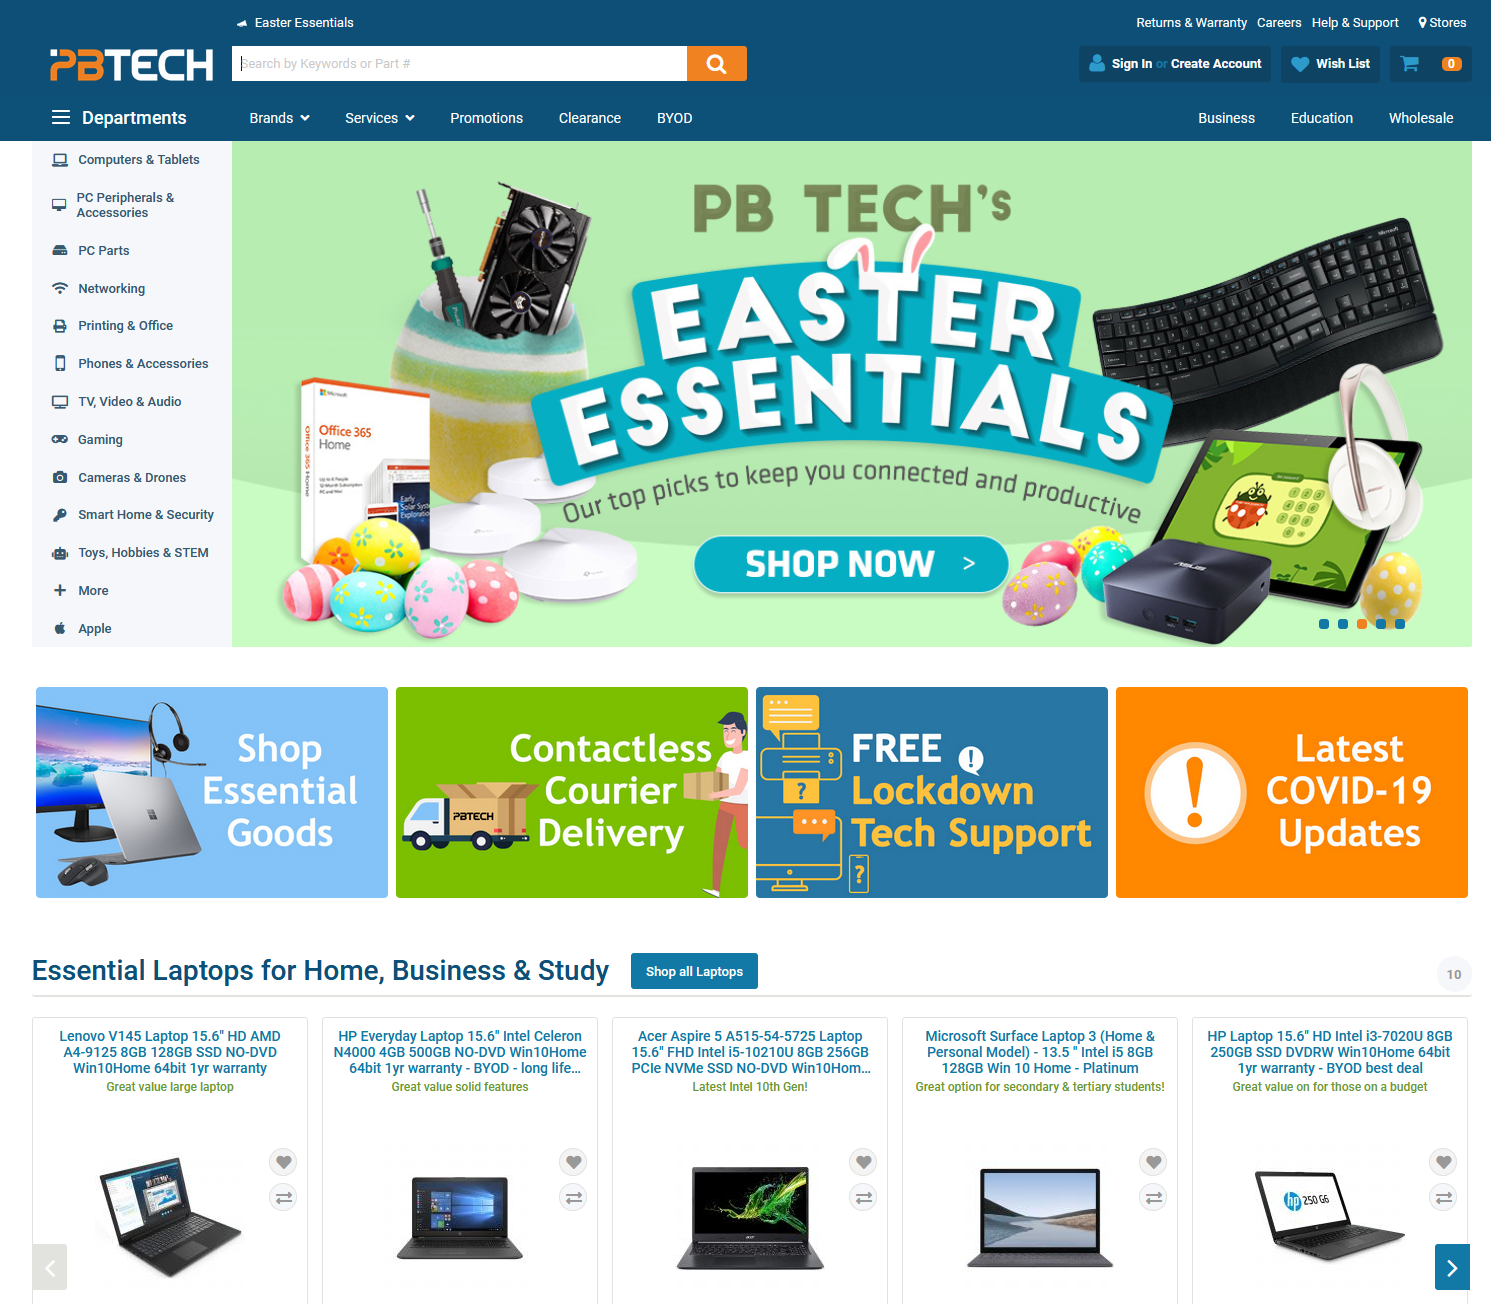 Easter Essentials
Returns & Warranty Careers Help & Support Stores
PBTECH
Search by Keywords or Part #
Sign In or Create Account
Wish List
0
Departments
Brands
Services
Promotions
Clearance
BYOD
Business
Education
Wholesale
Computers & Tablets
PC Peripherals &
Accessories
PC Parts
Networking
Printing & Office
Phones & Accessories
TV, Video & Audio
Gaming
Cameras & Drones
Smart Home & Security
Toys, Hobbies & STEM
More
Apple
PB TECH's
EASTER
ESSENTIALS
Our top picks to keep you connected and productive
SHOP NOW >
Microsoft
Office 365
Home
Office 365 Home
Early
Solar
Microsoft
ASUS
Shop
Essential
Goods
Contactless
Courier
Delivery
PBTECH
FREE
Lockdown
Tech Support
?
?
!
!
Latest
COVID-19
Updates
Essential Laptops for Home, Business & Study
Shop all Laptops
10
Lenovo V145 Laptop 15.6" HD AMD
A4-9125 8GB 128GB SSD NO-DVD
Win10Home 64bit 1yr warranty
Great value large laptop
HP Everyday Laptop 15.6" Intel Celeron
N4000 4GB 500GB NO-DVD Win10Home
64bit 1yr warranty - BYOD - long life...
Great value solid features
Acer Aspire 5 A515-54-5725 Laptop
15.6" FHD Intel i5-10210U 8GB 256GB
PCIe NVMe SSD NO-DVD Win10Hom...
Latest Intel 10th Gen!
Microsoft Surface Laptop 3 (Home &
Personal Model) - 13.5 " Intel i5 8GB
128GB Win 10 Home - Platinum
Great option for secondary & tertiary students!
HP Laptop 15.6" HD Intel i3-7020U 8GB
250GB SSD DVDRW Win10Home 64bit
1yr warranty - BYOD best deal
Great value on for those on a budget
acer
hp 250 G6